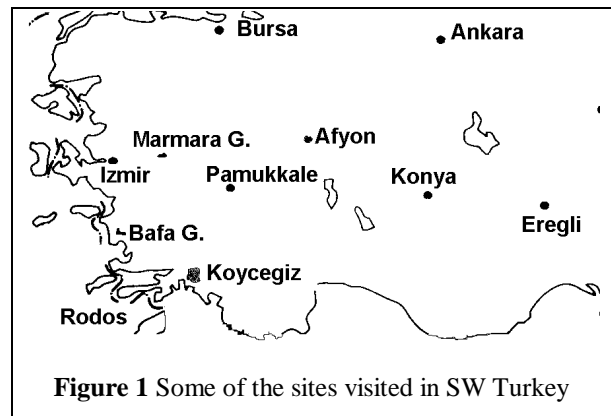 Bursa
Ankara
Marmara G.
Afyon
Izmir
Pamukkale
Konya
Eregli
Bafa G.
Koycegiz
Rodos
Figure 1 Some of the sites visited in SW Turkey